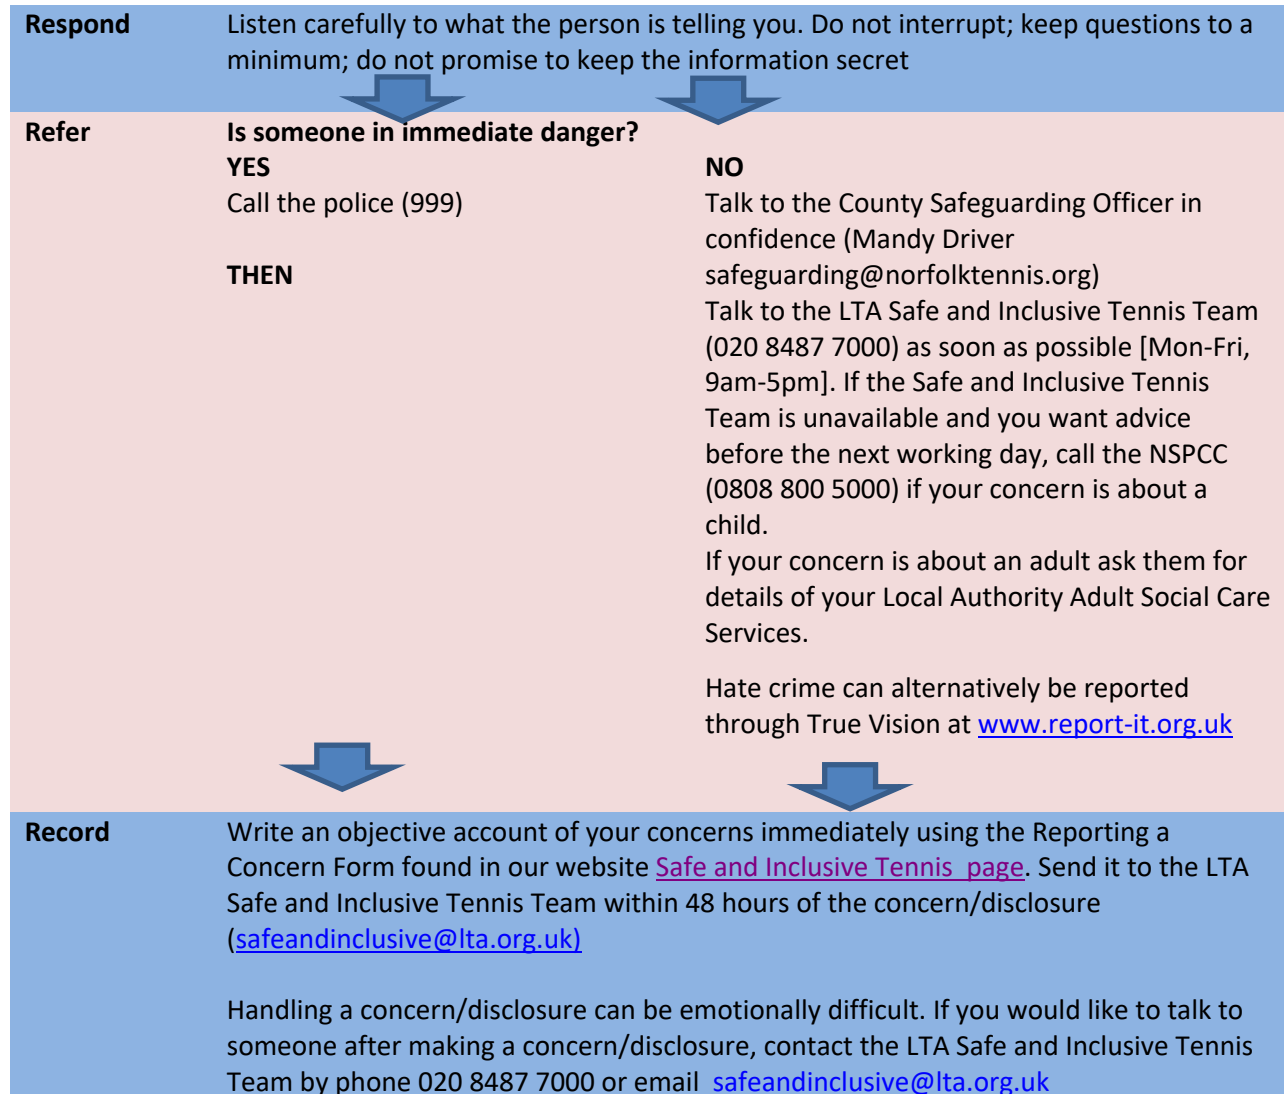 Respond
Listen carefully to what the person is telling you. Do not interrupt; keep questions to a
minimum; do not promise to keep the information secret
Refer
Is someone in immediate danger?
YES
Call the police (999)
THEN
NO
Talk to the County Safeguarding Officer in
confidence (Mandy Driver
safeguarding@norfolktennis.org)
Talk to the LTA Safe and Inclusive Tennis Team
(020 8487 7000) as soon as possible [Mon-Fri,
9am-5pm]. If the Safe and Inclusive Tennis
Team is unavailable and you want advice
before the next working day, call the NSPCC
(0808 800 5000) if your concern is about a
child.
If your concern is about an adult ask them for
details of your Local Authority Adult Social Care
Services.
Hate crime can alternatively be reported
through True Vision at www.report-it.org.uk
Record
Write an objective account of your concerns immediately using the Reporting a
Concern Form found in our website Safe and Inclusive Tennis  page. Send it to the LTA
Safe and Inclusive Tennis Team within 48 hours of the concern/disclosure
(safeandinclusive@lta.org.uk)
Handling a concern/disclosure can be emotionally difficult. If you would like to talk to
someone after making a concern/disclosure, contact the LTA Safe and Inclusive Tennis
Team by phone 020 8487 7000 or email  safeandinclusive@lta.org.uk